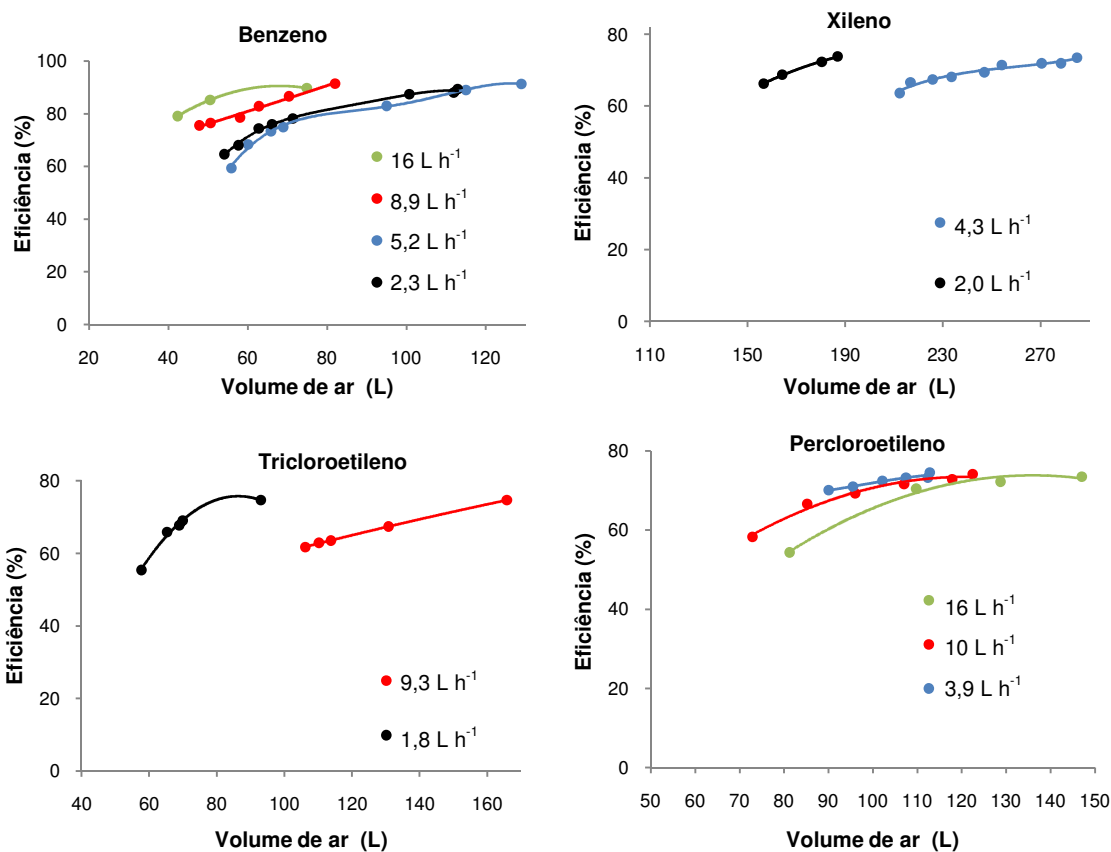 Benzeno
Eficiência (%)
100
80
60
40
20
0
16 L h⁻¹
8,9 L h⁻¹
5,2 L h⁻¹
2,3 L h⁻¹
20 40 60 80 100 120
Volume de ar (L)
Xileno
Eficiência (%)
80
60
40
20
0
4,3 L h⁻¹
2,0 L h⁻¹
110 150 190 230 270
Volume de ar (L)
Tricloroetileno
Eficiência (%)
80
60
40
20
0
9,3 L h⁻¹
1,8 L h⁻¹
40 60 80 100 120 140 160
Volume de ar (L)
Percloroetileno
Eficiência (%)
80
60
40
20
0
16 L h⁻¹
10 L h⁻¹
3,9 L h⁻¹
50 60 70 80 90 100 110 120 130 140 150
Volume de ar (L)